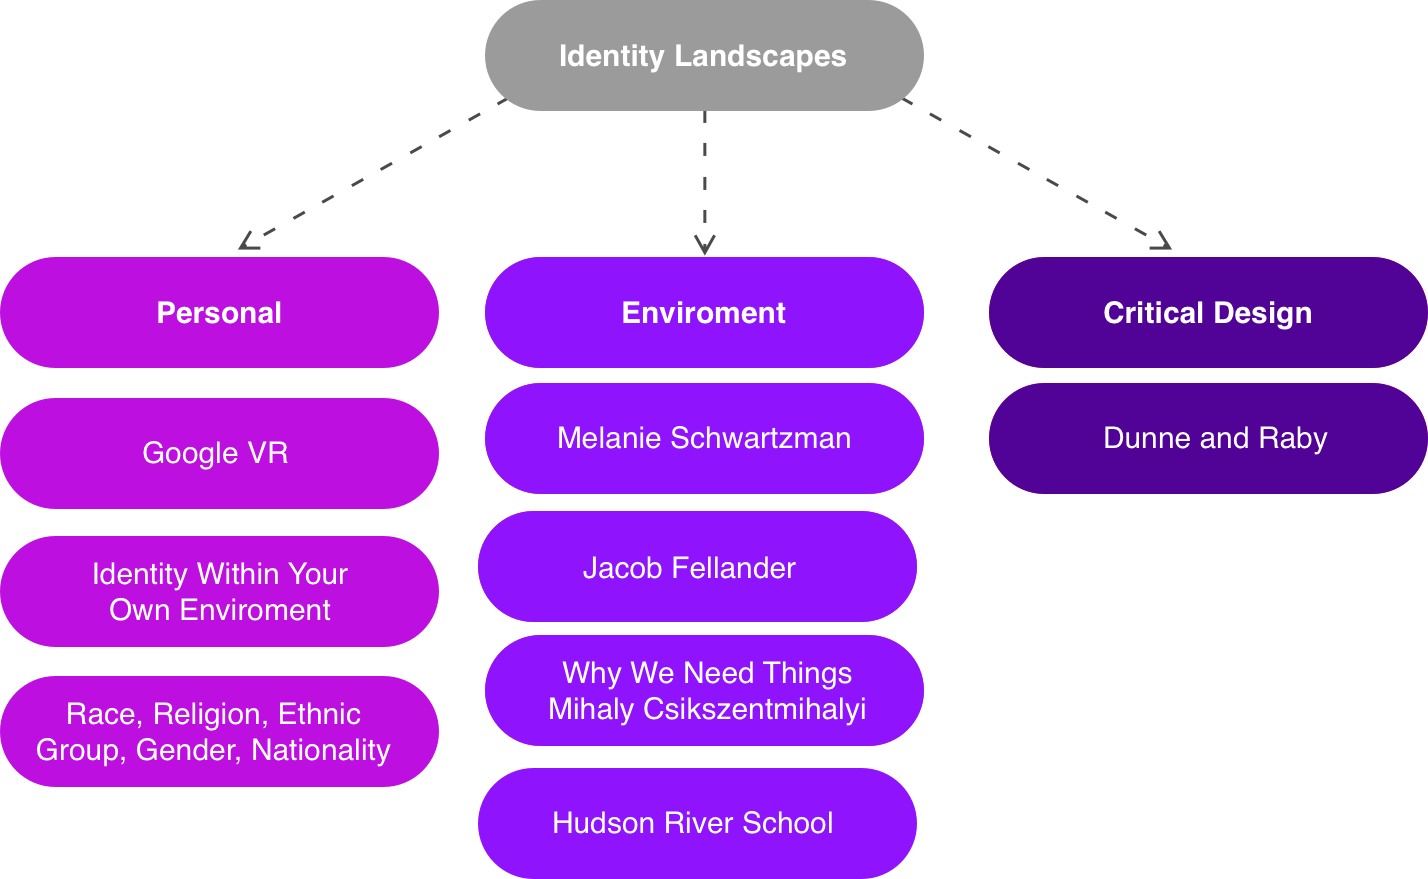 Identity Landscapes
Personal
Google VR
Identity Within Your
Own Enviroment
Race, Religion, Ethnic
Group, Gender, Nationality
Enviroment
Melanie Schwartzman
Jacob Fellander
Why We Need Things
Mihaly Csikszentmihalyi
Hudson River School
Critical Design
Dunne and Raby